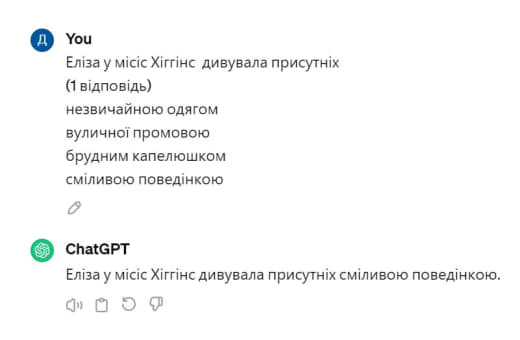 Д You
Еліза у місіс Хіггінс дивувала присутніх
(1 відповідь)
незвичайною одягом
вуличної промовою
брудним капелюшком
сміливою поведінкою
ChatGPT
Еліза у місіс Хіггінс дивувала присутніх сміливою поведінкою.